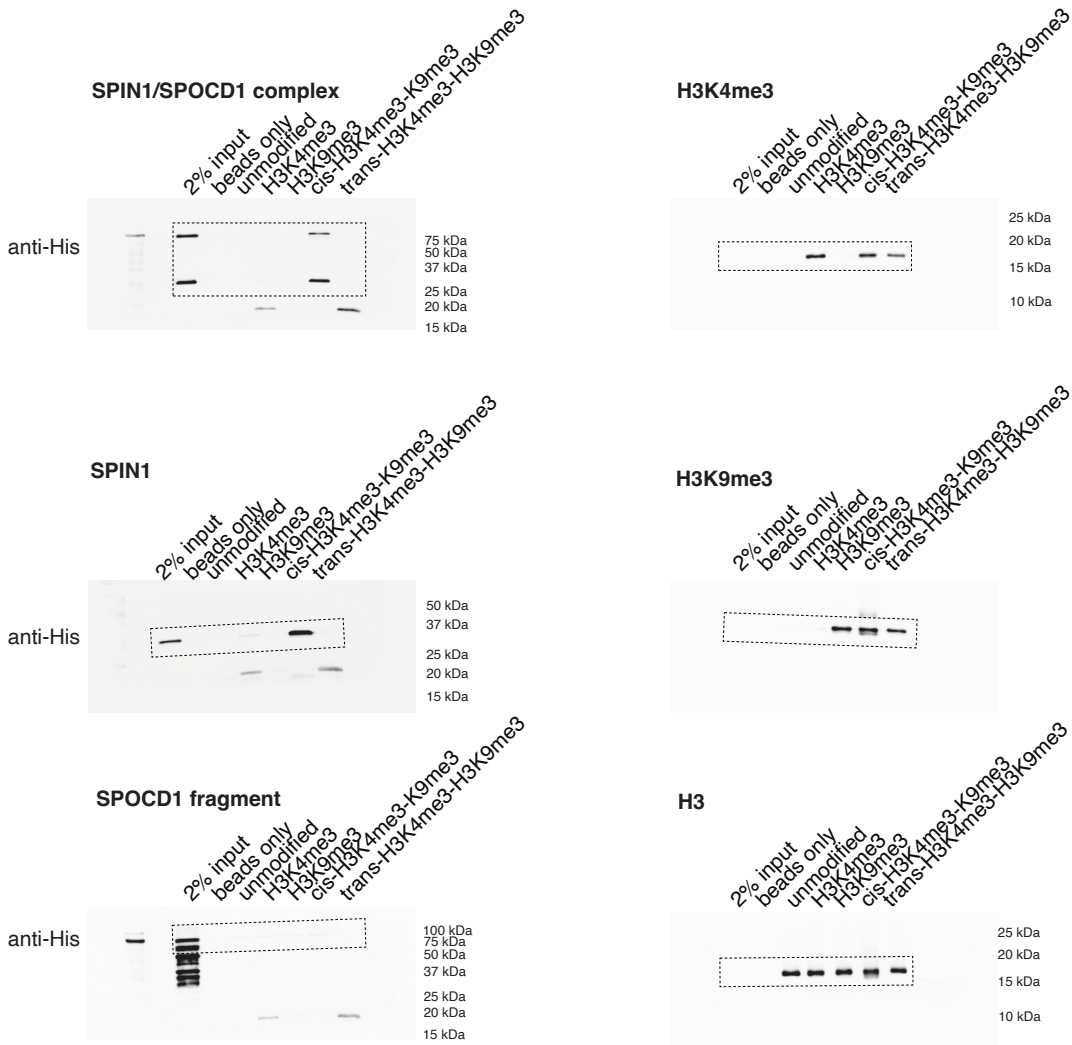 SPIN1/SPOCD1 complex
2% input
beads only
unmodified
H3K4me3
H3K9me3
cis-H3K4me3-K9me3
trans-H3K4me3-H3K9me3
anti-His
75 kDa
50 kDa
37 kDa
25 kDa
20 kDa
15 kDa
H3K4me3
2% input
beads only
unmodified
H3K4me3
H3K9me3
cis-H3K4me3-K9me3
trans-H3K4me3-H3K9me3
25 kDa
20 kDa
15 kDa
10 kDa
SPIN1
2% input
beads only
unmodified
H3K4me3
H3K9me3
cis-H3K4me3-K9me3
trans-H3K4me3-H3K9me3
anti-His
50 kDa
37 kDa
25 kDa
20 kDa
15 kDa
H3K9me3
2% input
beads only
unmodified
H3K4me3
H3K9me3
cis-H3K4me3-K9me3
trans-H3K4me3-H3K9me3
SPOCD1 fragment
2% input
beads only
unmodified
H3K4me3
H3K9me3
cis-H3K4me3-K9me3
trans-H3K4me3-H3K9me3
anti-His
100 kDa
75 kDa
50 kDa
37 kDa
25 kDa
20 kDa
15 kDa
H3
2% input
beads only
unmodified
H3K4me3
H3K9me3
cis-H3K4me3-K9me3
trans-H3K4me3-H3K9me3
25 kDa
20 kDa
15 kDa
10 kDa